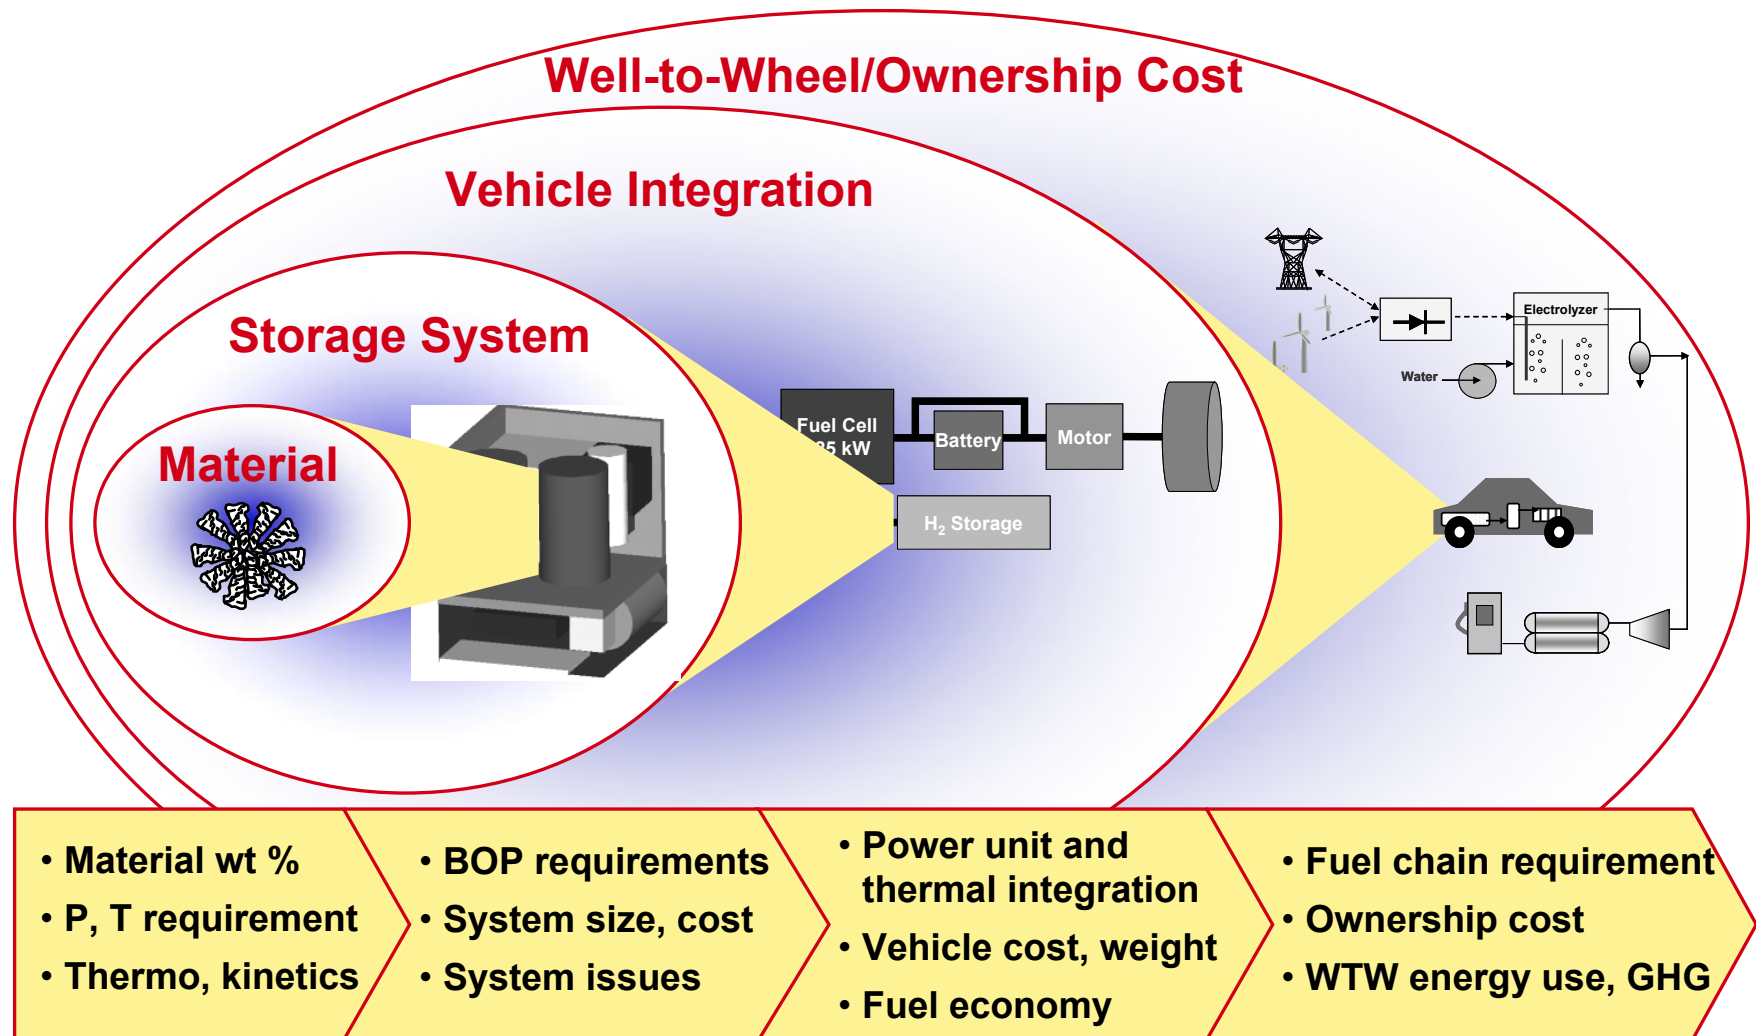 Well-to-Wheel/Ownership Cost
Vehicle Integration
Storage System
Material
Electrolyzer
Water
Fuel Cell
kW
Battery
Motor
H₂ Storage
• Material wt %
• P, T requirement
• Thermo, kinetics
• BOP requirements
• System size, cost
• System issues
• Power unit and
thermal integration
• Vehicle cost, weight
• Fuel economy
• Fuel chain requirement
• Ownership cost
• WTW energy use, GHG